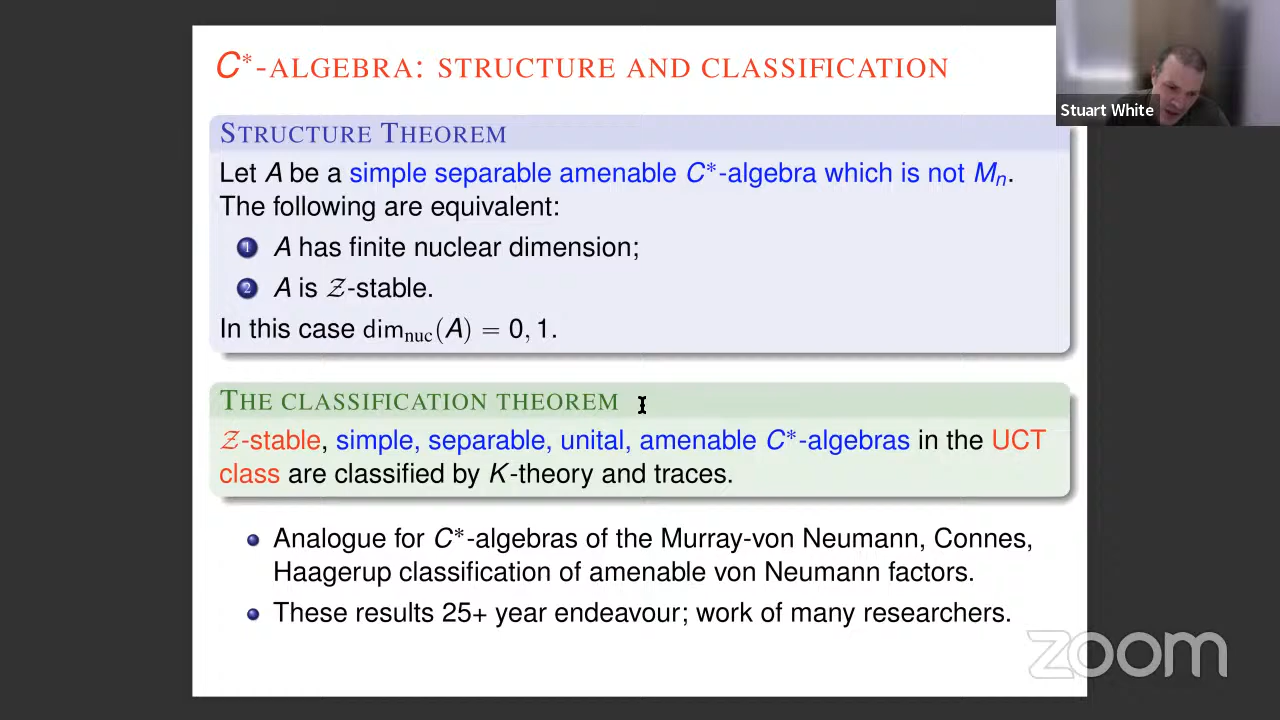 C*-ALGEBRA: STRUCTURE AND CLASSIFICATION
Stuart White
STRUCTURE THEOREM
Let A be a simple separable amenable C*-algebra which is not Mn.
The following are equivalent:
1 A has finite nuclear dimension;
2 A is 𝒵-stable.
In this case dimnuc(A) = 0, 1.
THE CLASSIFICATION THEOREM
𝒵-stable, simple, separable, unital, amenable C*-algebras in the UCT
class are classified by K-theory and traces.
Analogue for C*-algebras of the Murray-von Neumann, Connes,
Haagerup classification of amenable von Neumann factors.
These results 25+ year endeavour; work of many researchers.
zoom